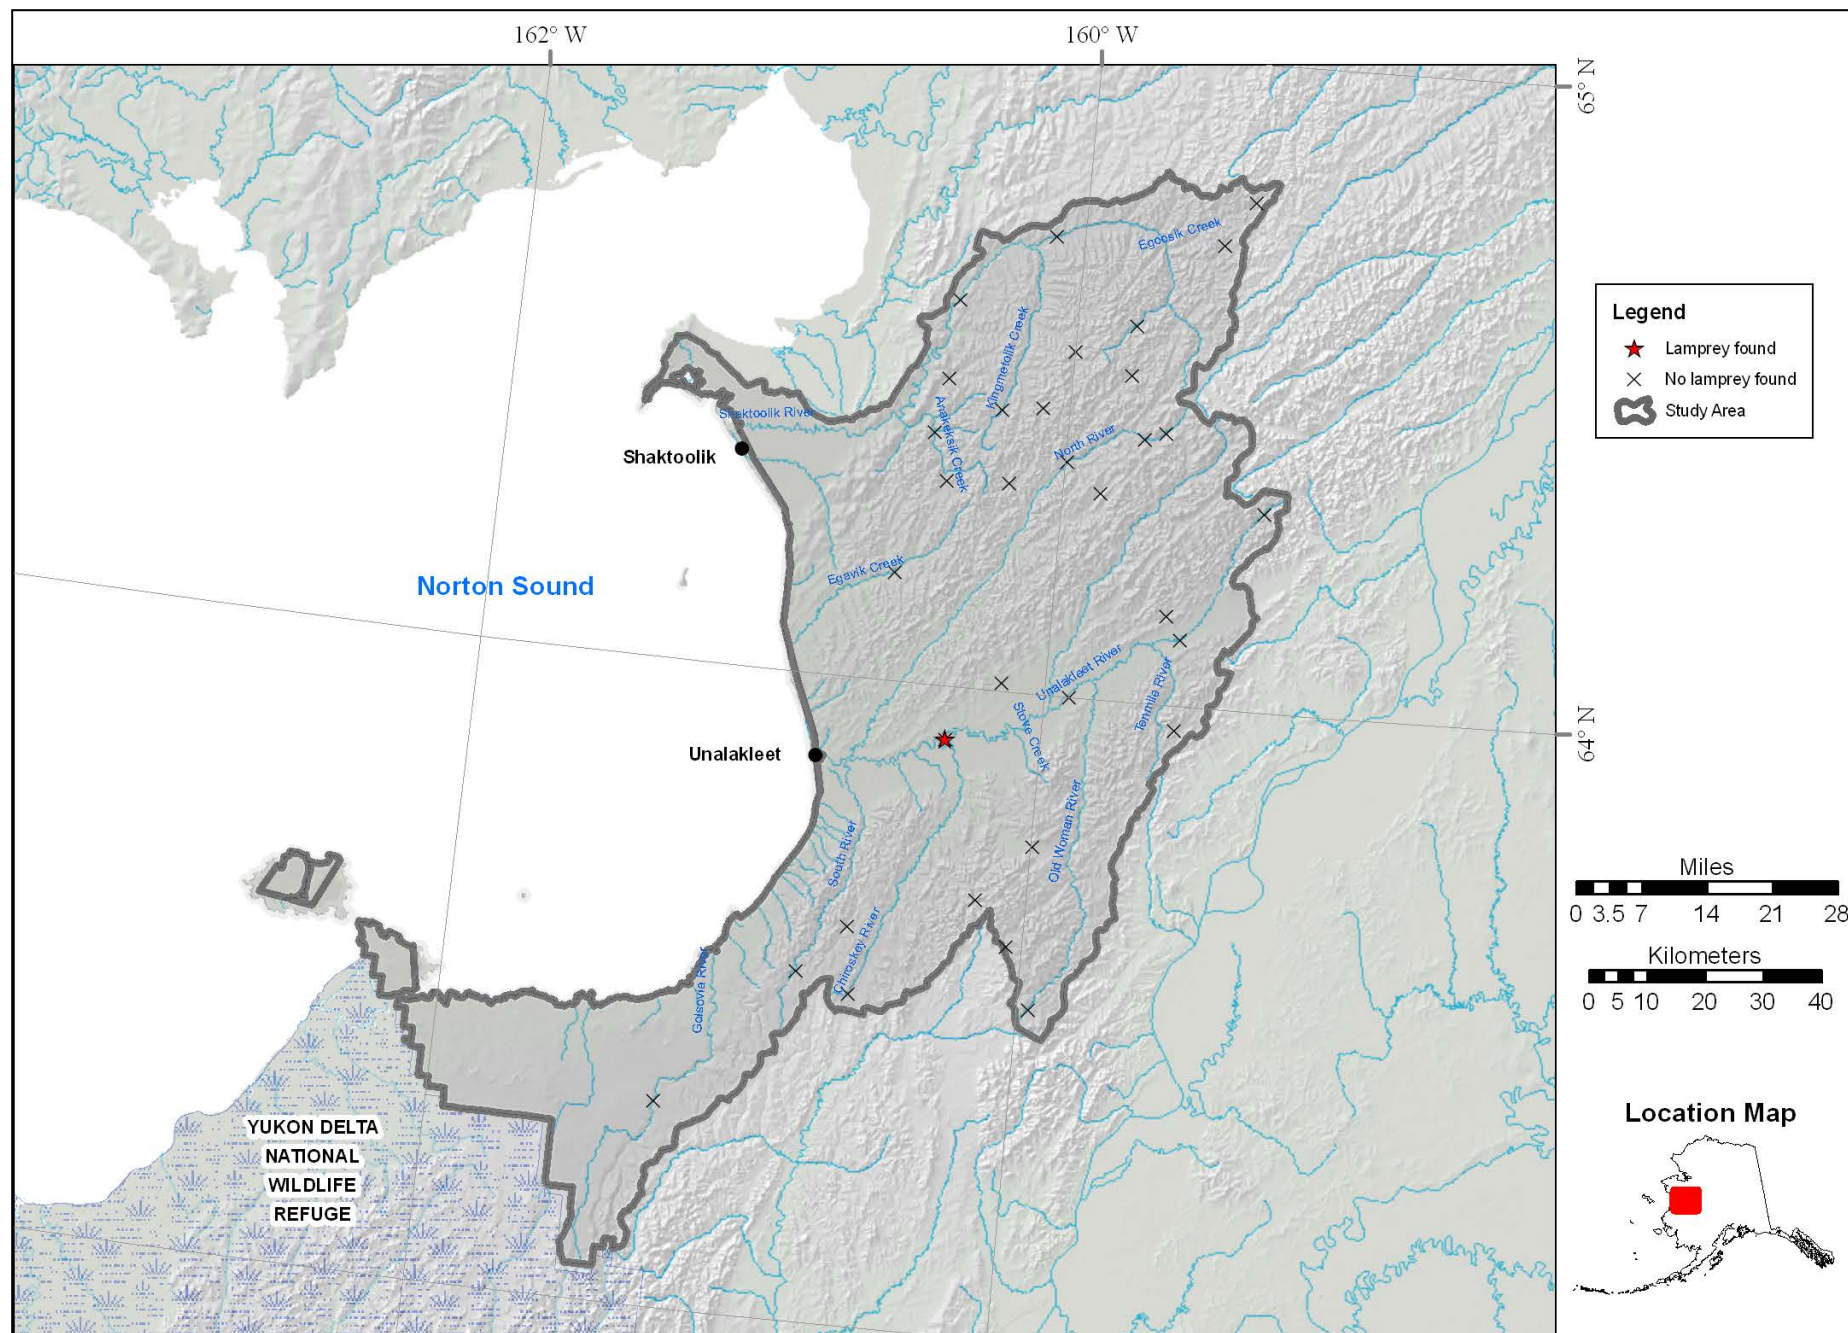 162° W
160° W
65° N
Egoosik Creek
Kingmetolik Creek
Legend
Lamprey found
No lamprey found
Study Area
Shaktoolik River
Anakeksik Creek
North River
Shaktoolik
Egavik Creek
Norton Sound
Unalakleet River
Tenmile River
Stove Creek
64° N
Unalakleet
Old Woman River
South River
Chiroskey River
Golsovia River
Miles
0 3.5 7 14 21 28
Kilometers
0 5 10 20 30 40
YUKON DELTA
NATIONAL
WILDLIFE
REFUGE
Location Map